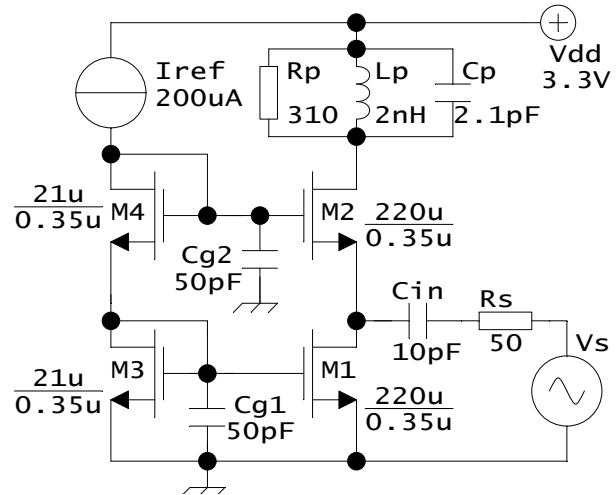 Iref
200uA
Rp
310
Lp
2nH
Cp
2.1pF
Vdd
3.3V
21u
0.35u
M4
M2
220u
0.35u
Cg2
50pF
Cin
10pF
Rs
50
Vs
21u
0.35u
M3
M1
220u
0.35u
Cg1
50pF